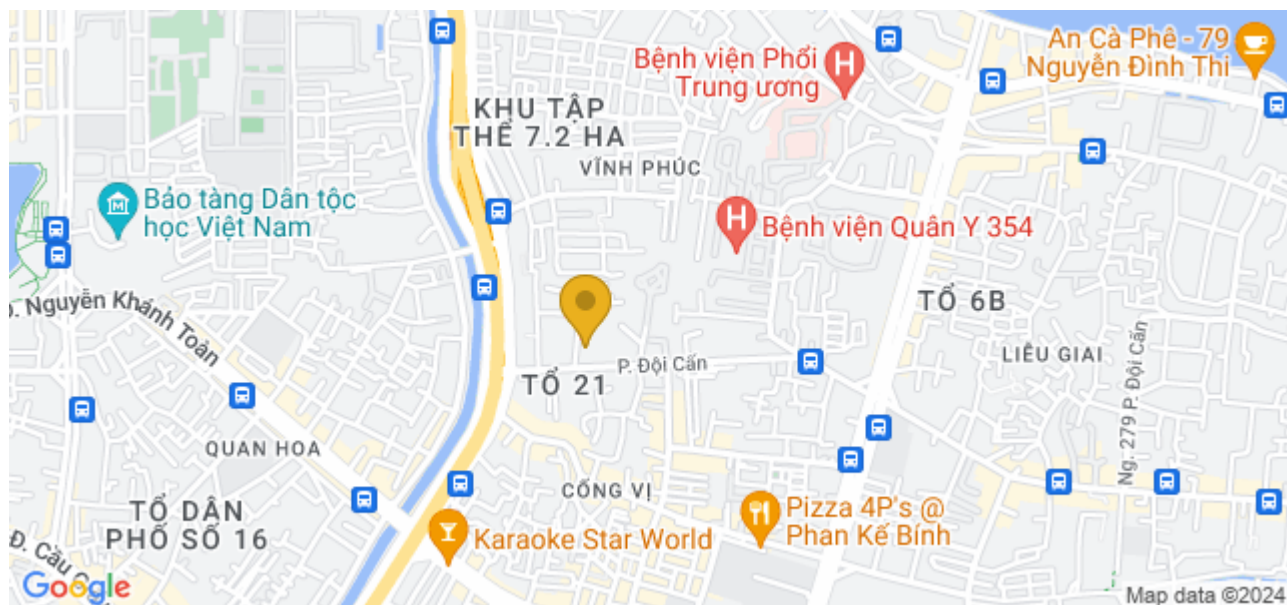 An Cà Phê - 79
Nguyễn Đình Thi
Bệnh viện Phổi
Trung ương
KHU TẬP
THỂ 7.2 HA
VĨNH PHÚC
Bảo tàng Dân tộc
học Việt Nam
Bệnh viện Quân Y 354
Đ. Nguyễn Khánh Toàn
TỔ 6B
LIỄU GIAI
P. Đội Cấn
TỔ 21
Ng. 279 P. Đội Cấn
QUAN HOA
CỐNG VỊ
TỔ DÂN
PHỐ SỐ 16
Pizza 4P's @
Phan Kế Bính
Karaoke Star World
Đ. Cầu
Google
Map data ©2024